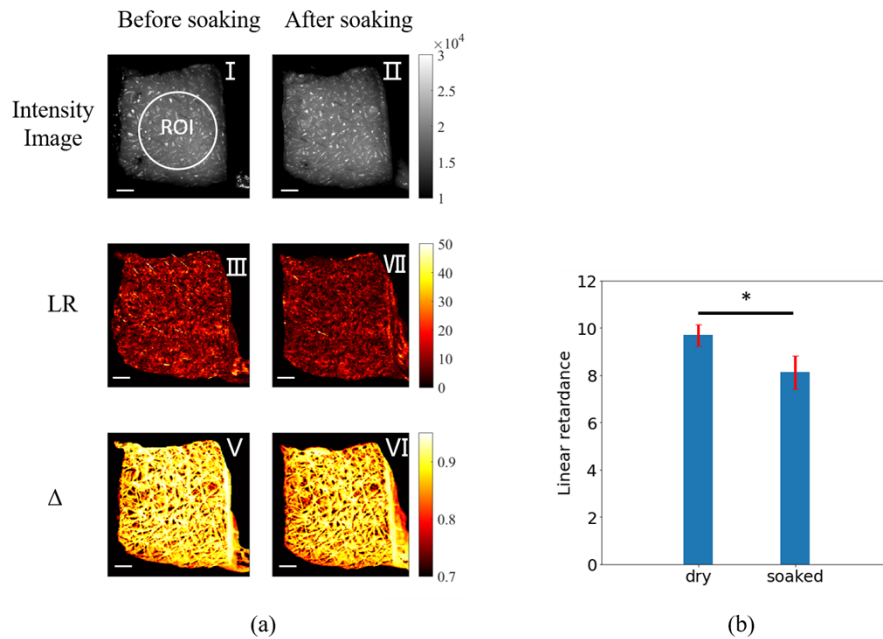 Before soaking
After soaking
Intensity
Image
I
ROI
II
×10⁴
3
2.5
2
1.5
1
LR
III
VII
50
40
30
20
10
0
Δ
V
VI
0.9
0.8
0.7
(a)
12
10
8
6
4
2
0
Linear retardance
*
dry
soaked
(b)